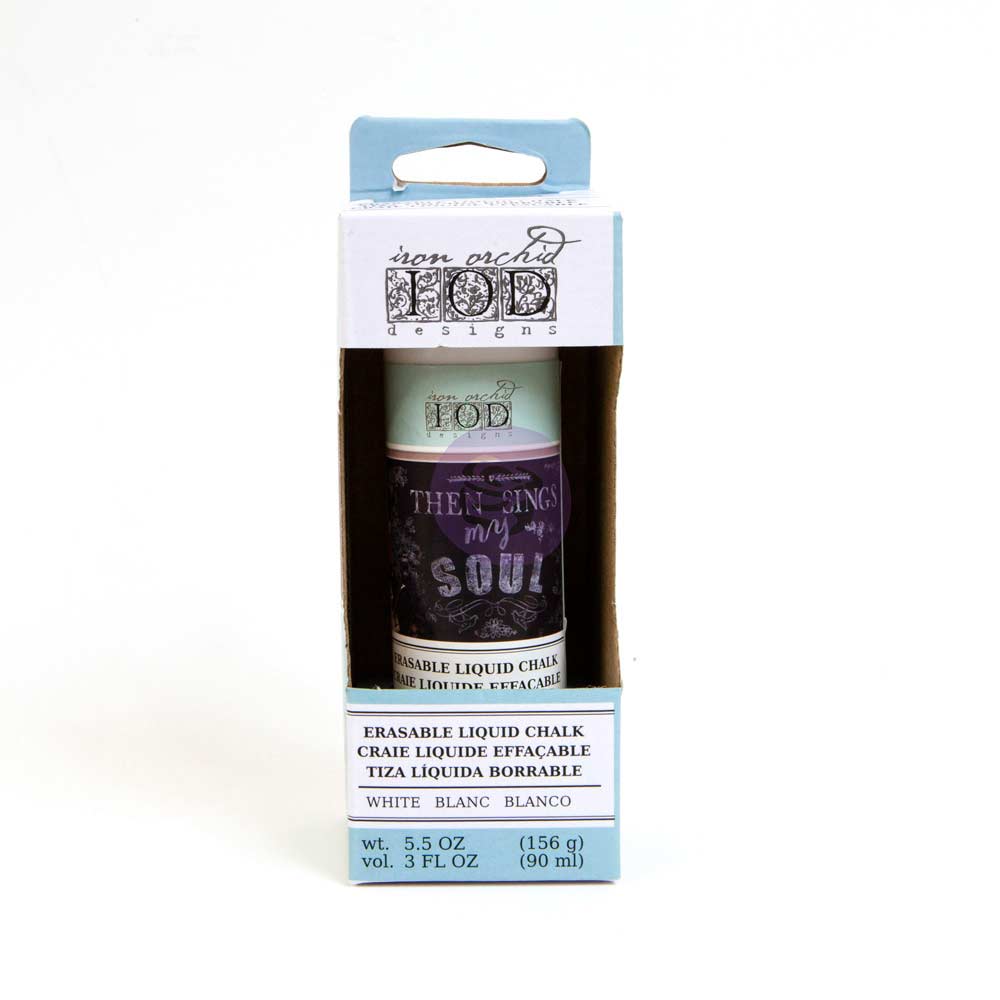 iron orchid
IOD
designs
iron orchid
IOD
designs
THEN SINGS
my
SOUL
ERASABLE LIQUID CHALK
CRAIE LIQUIDE EFFAÇABLE
ERASABLE LIQUID CHALK
CRAIE LIQUIDE EFFAÇABLE
TIZA LÍQUIDA BORRABLE
WHITE BLANC BLANCO
wt. 5.5 OZ (156 g)
vol. 3 FL OZ (90 ml)